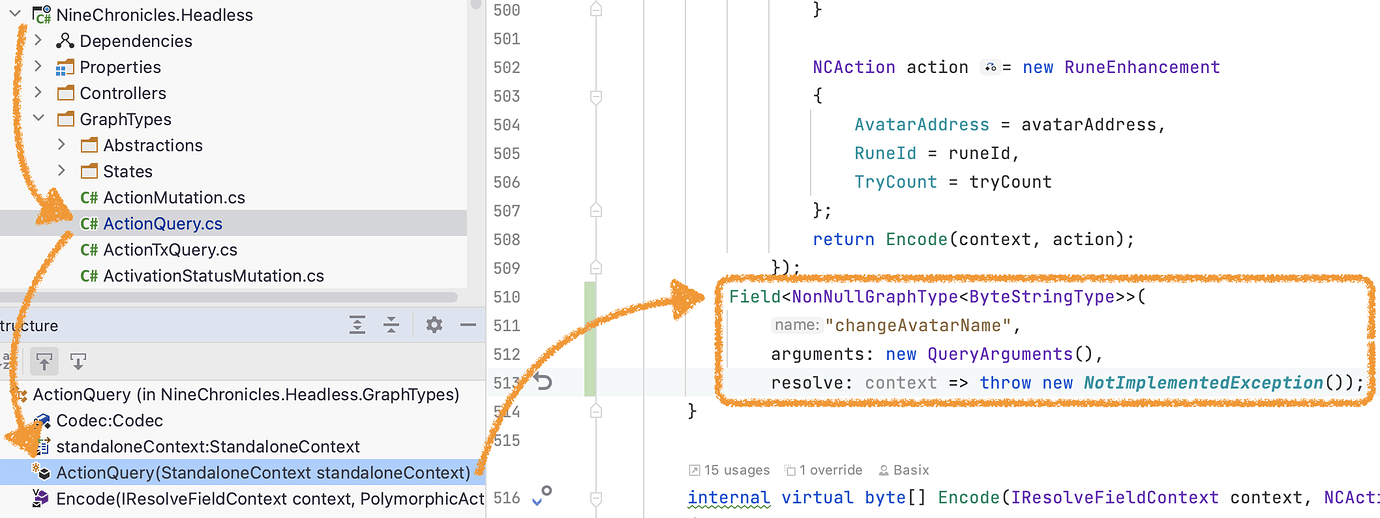 NineChronicles.Headless
Dependencies
Properties
Controllers
GraphTypes
Abstractions
States
C# ActionMutation.cs
C# ActionQuery.cs
C# ActionTxQuery.cs
C# ActivationStatusMutation.cs
tructure
ActionQuery (in NineChronicles.Headless.GraphTypes)
Codec:Codec
standaloneContext:StandaloneContext
ActionQuery(StandaloneContext standaloneContext)
Encode(IResolveFieldContext context, PolymorphicAct
500 }
501
502 NCAction action = new RuneEnhancement
503 {
504 AvatarAddress = avatarAddress,
505 RuneId = runeId,
506 TryCount = tryCount
507 };
508 return Encode(context, action);
509 });
510 Field<NonNullGraphType<ByteStringType>>(
511 name: "changeAvatarName",
512 arguments: new QueryArguments(),
513 resolve: context => throw new NotImplementedException());
514 }
515
15 usages 1 override Basix
516 internal virtual byte[] Encode(IResolveFieldContext context, NCActi